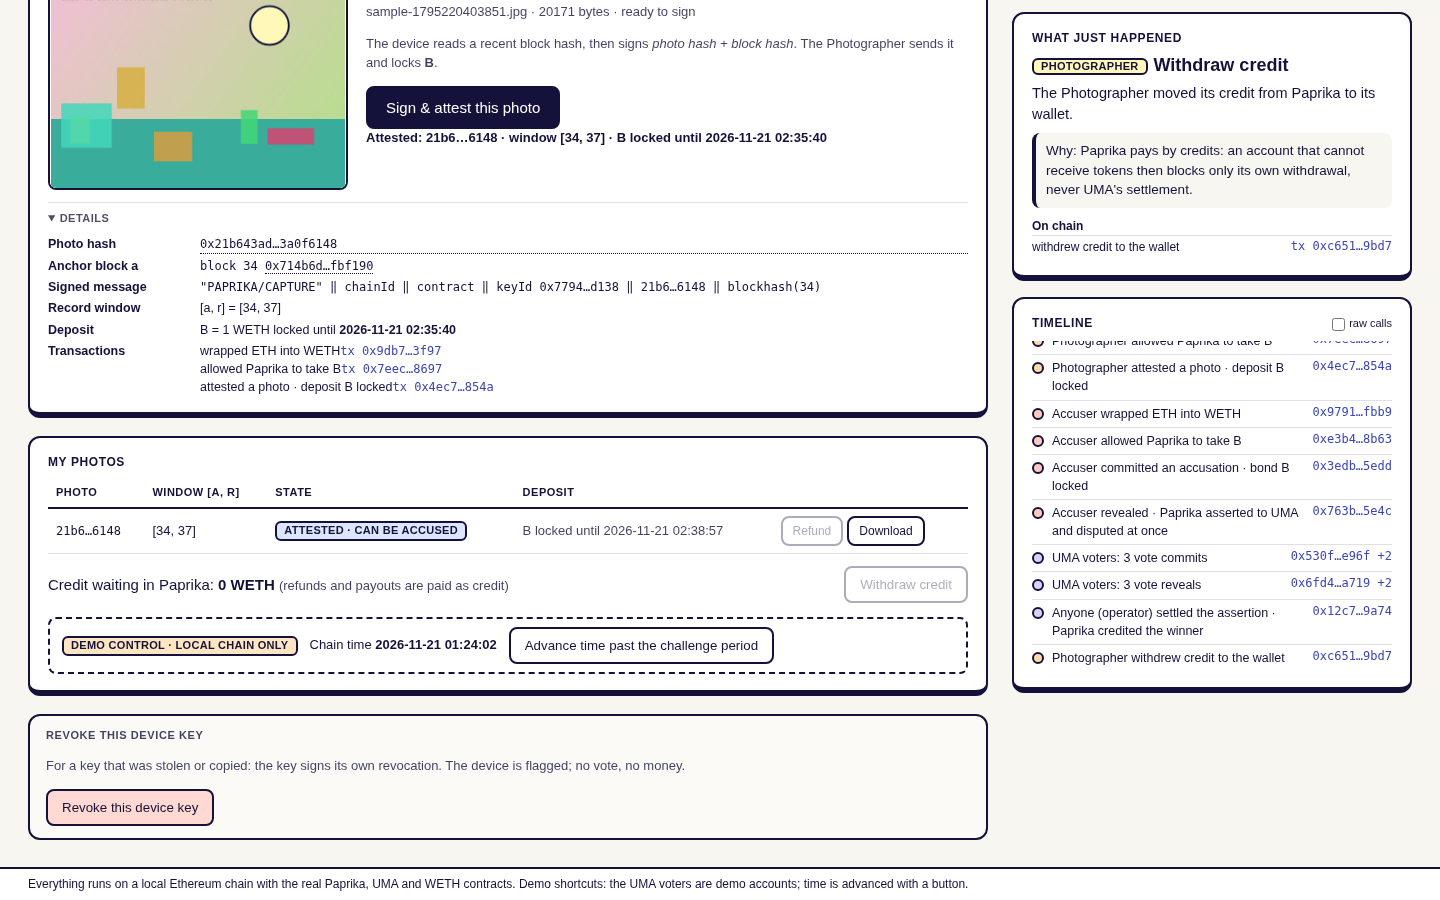 sample-1795220403851.jpg · 20171 bytes · ready to sign
The device reads a recent block hash, then signs photo hash + block hash. The Photographer sends it
and locks B.
Sign & attest this photo
Attested: 21b6…6148 · window [34, 37] · B locked until 2026-11-21 02:35:40
▼ DETAILS
Photo hash 0x21b643ad…3a0f6148
Anchor block a block 34 0x714b6d…fbf190
Signed message "PAPRIKA/CAPTURE" ‖ chainId ‖ contract ‖ keyId 0x7794…d138 ‖ 21b6…6148 ‖ blockhash(34)
Record window [a, r] = [34, 37]
Deposit B = 1 WETH locked until 2026-11-21 02:35:40
Transactions wrapped ETH into WETHtx 0x9db7…3f97
allowed Paprika to take Btx 0x7eec…8697
attested a photo · deposit B lockedtx 0x4ec7…854a
MY PHOTOS
PHOTO WINDOW [A, R] STATE DEPOSIT
21b6…6148 [34, 37] ATTESTED · CAN BE ACCUSED B locked until 2026-11-21 02:38:57 Refund Download
Credit waiting in Paprika: 0 WETH (refunds and payouts are paid as credit) Withdraw credit
DEMO CONTROL · LOCAL CHAIN ONLY Chain time 2026-11-21 01:24:02 Advance time past the challenge period
REVOKE THIS DEVICE KEY
For a key that was stolen or copied: the key signs its own revocation. The device is flagged; no vote, no money.
Revoke this device key
WHAT JUST HAPPENED
PHOTOGRAPHER Withdraw credit
The Photographer moved its credit from Paprika to its
wallet.
Why: Paprika pays by credits: an account that cannot
receive tokens then blocks only its own withdrawal,
never UMA's settlement.
On chain
withdrew credit to the wallet tx 0xc651…9bd7
TIMELINE raw calls
Photographer allowed Paprika to take B
Photographer attested a photo · deposit B 0x4ec7…854a
locked
Accuser wrapped ETH into WETH 0x9791…fbb9
Accuser allowed Paprika to take B 0xe3b4…8b63
Accuser committed an accusation · bond B 0x3edb…5edd
locked
Accuser revealed · Paprika asserted to UMA 0x763b…5e4c
and disputed at once
UMA voters: 3 vote commits 0x530f…e96f +2
UMA voters: 3 vote reveals 0x6fd4…a719 +2
Anyone (operator) settled the assertion · 0x12c7…9a74
Paprika credited the winner
Photographer withdrew credit to the wallet 0xc651…9bd7
Everything runs on a local Ethereum chain with the real Paprika, UMA and WETH contracts. Demo shortcuts: the UMA voters are demo accounts; time is advanced with a button.